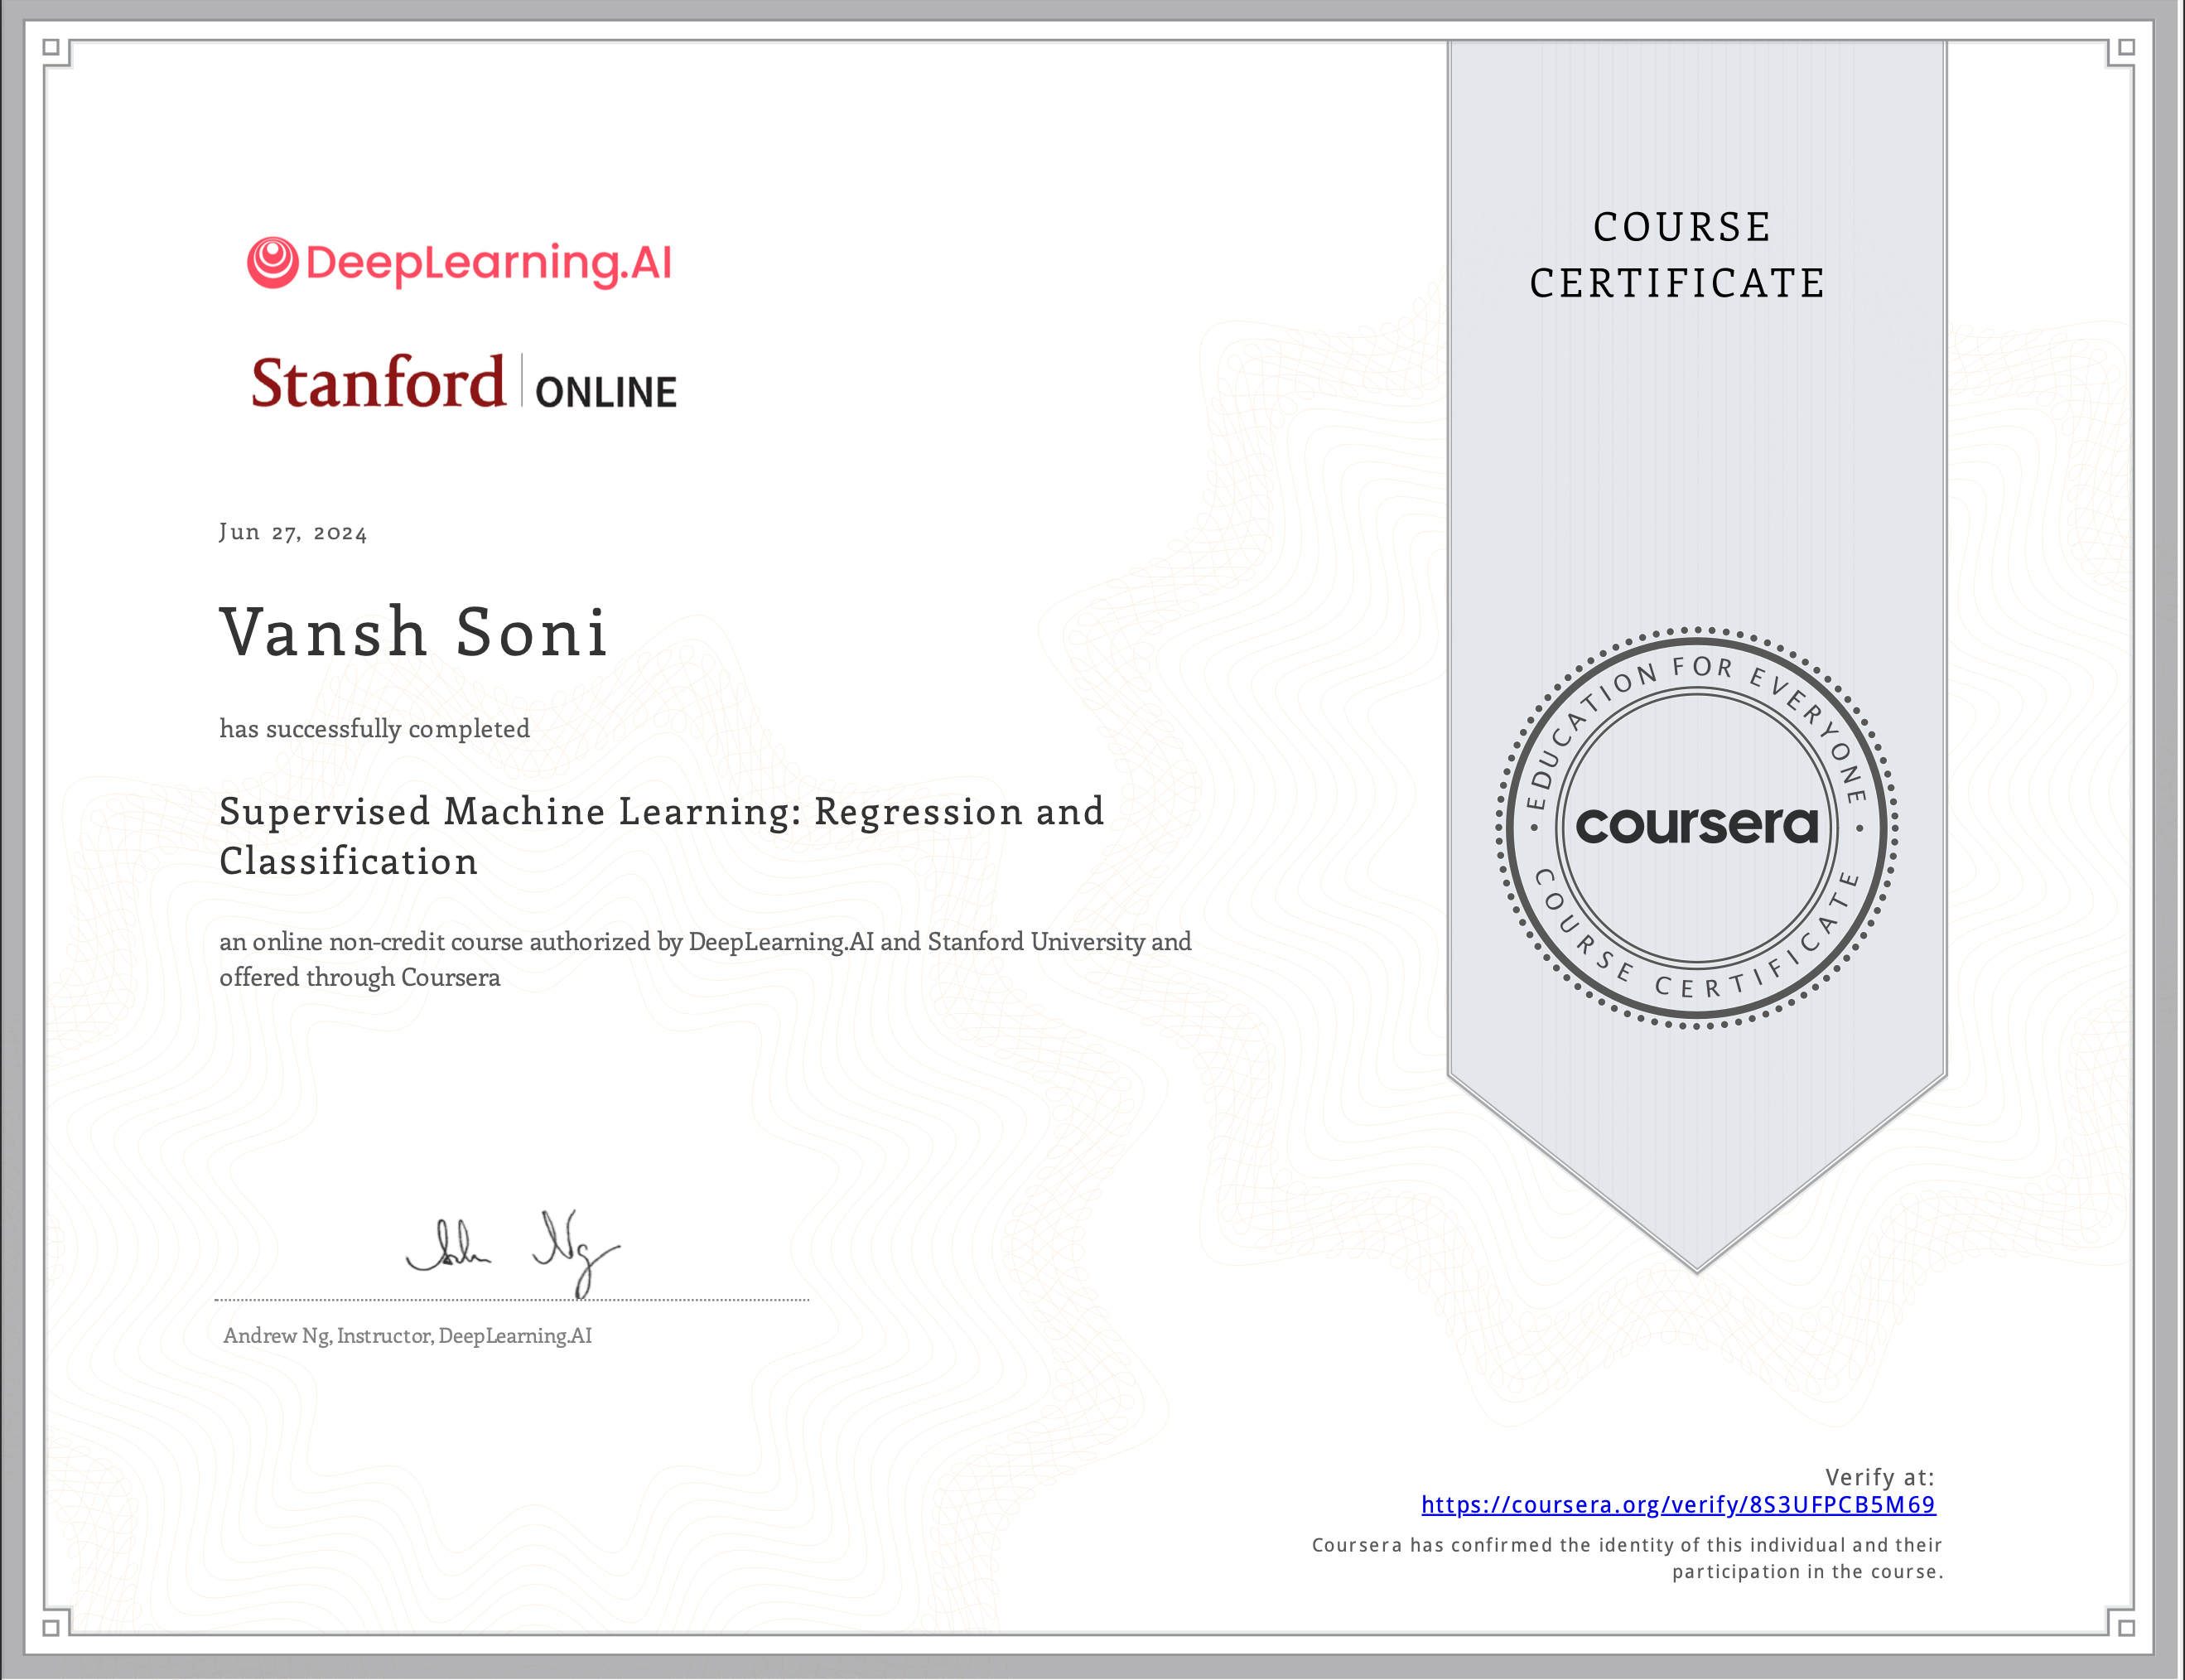 DeepLearning.AI
Stanford ONLINE
Jun 27, 2024
Vansh Soni
has successfully completed
Supervised Machine Learning: Regression and
Classification
an online non-credit course authorized by DeepLearning.AI and Stanford University and
offered through Coursera
Andrew Ng, Instructor, DeepLearning.AI
COURSE
CERTIFICATE
EDUCATION FOR EVERYONE
coursera
COURSE CERTIFICATE
Verify at:
https://coursera.org/verify/8S3UFPCB5M69
Coursera has confirmed the identity of this individual and their
participation in the course.